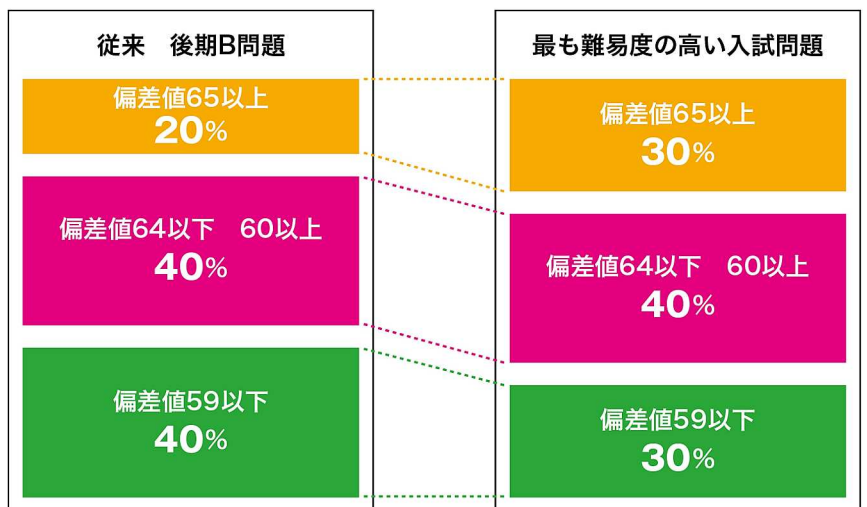 従来　後期B問題
偏差値65以上
20%
偏差値64以下　60以上
40%
偏差値59以下
40%
最も難易度の高い入試問題
偏差値65以上
30%
偏差値64以下　60以上
40%
偏差値59以下
30%